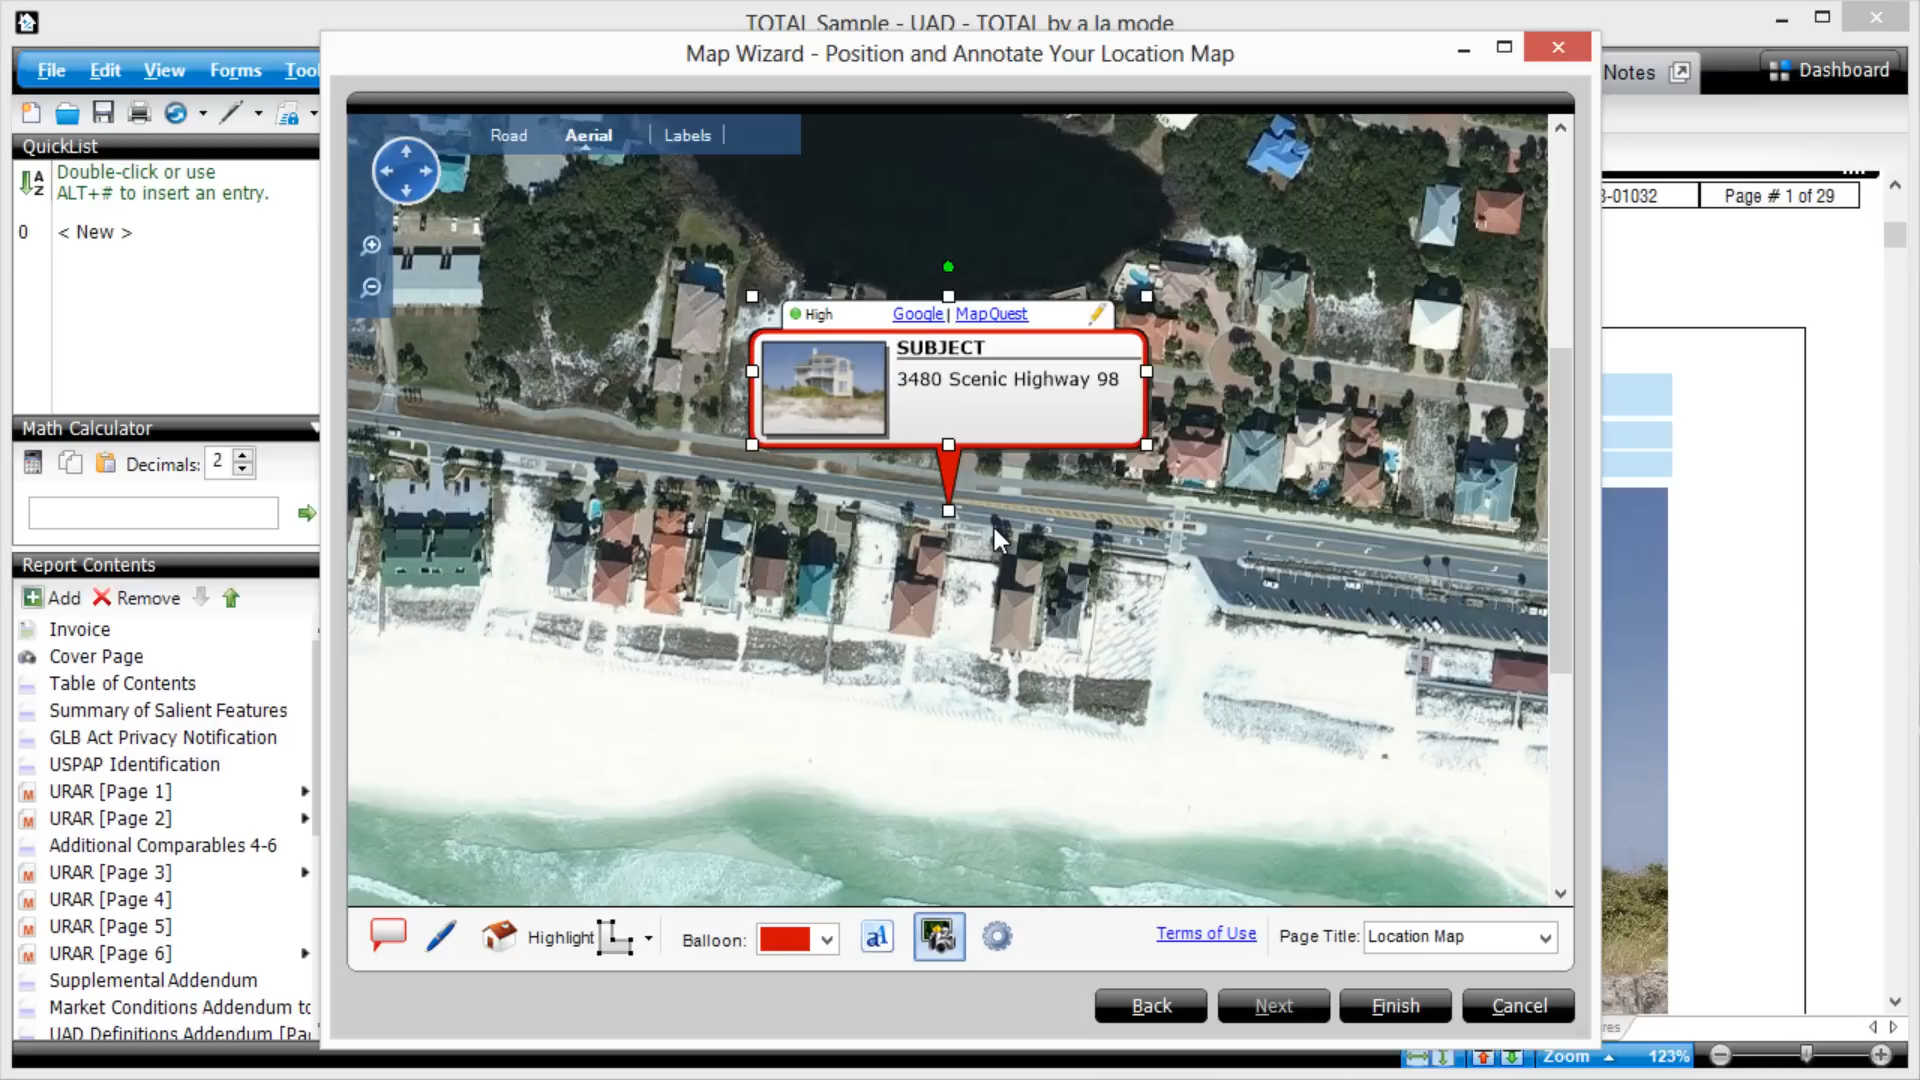 TOTAL Sample - UAD - TOTAL by a la mode
Map Wizard - Position and Annotate Your Location Map
File Edit View Forms Tool
Notes
Dashboard
QuickList
Double-click or use
ALT+# to insert an entry.
0 < New >
Math Calculator
Decimals: 2
Report Contents
Add Remove
Invoice
Cover Page
Table of Contents
Summary of Salient Features
GLB Act Privacy Notification
USPAP Identification
URAR [Page 1]
URAR [Page 2]
Additional Comparables 4-6
URAR [Page 3]
URAR [Page 4]
URAR [Page 5]
URAR [Page 6]
Supplemental Addendum
Market Conditions Addendum to
UAD Definitions Addendum [Pa
Road Aerial Labels
High Google | MapQuest
SUBJECT
3480 Scenic Highway 98
Highlight
Balloon:
Terms of Use
Page Title: Location Map
Back Next Finish Cancel
-01032
Page # 1 of 29
res
Zoom 123%